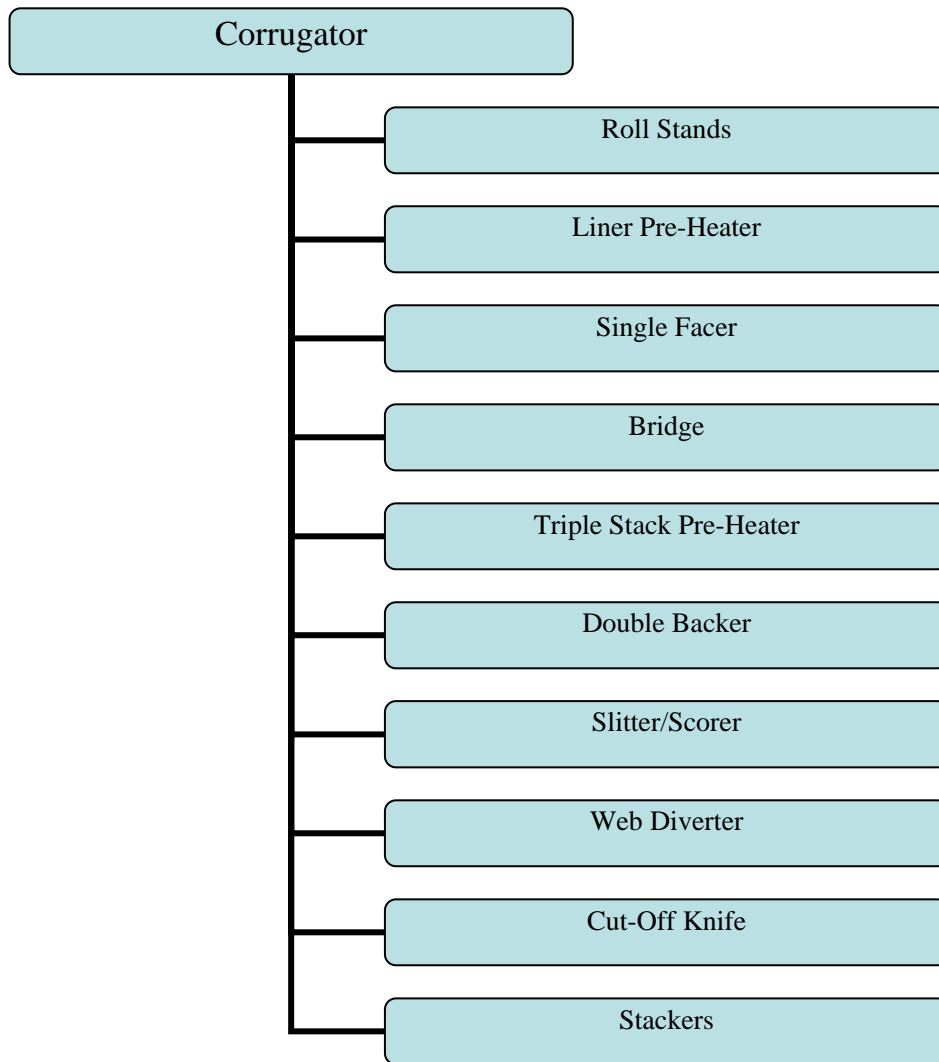 Corrugator
Roll Stands
Liner Pre-Heater
Single Facer
Bridge
Triple Stack Pre-Heater
Double Backer
Slitter/Scorer
Web Diverter
Cut-Off Knife
Stackers